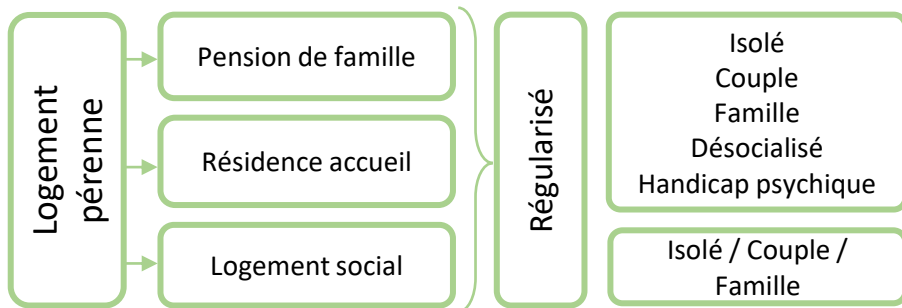 Logement
pérenne
Pension de famille
Résidence accueil
Logement social
Régularisé
Isolé
Couple
Famille
Désocialisé
Handicap psychique
Isolé / Couple /
Famille